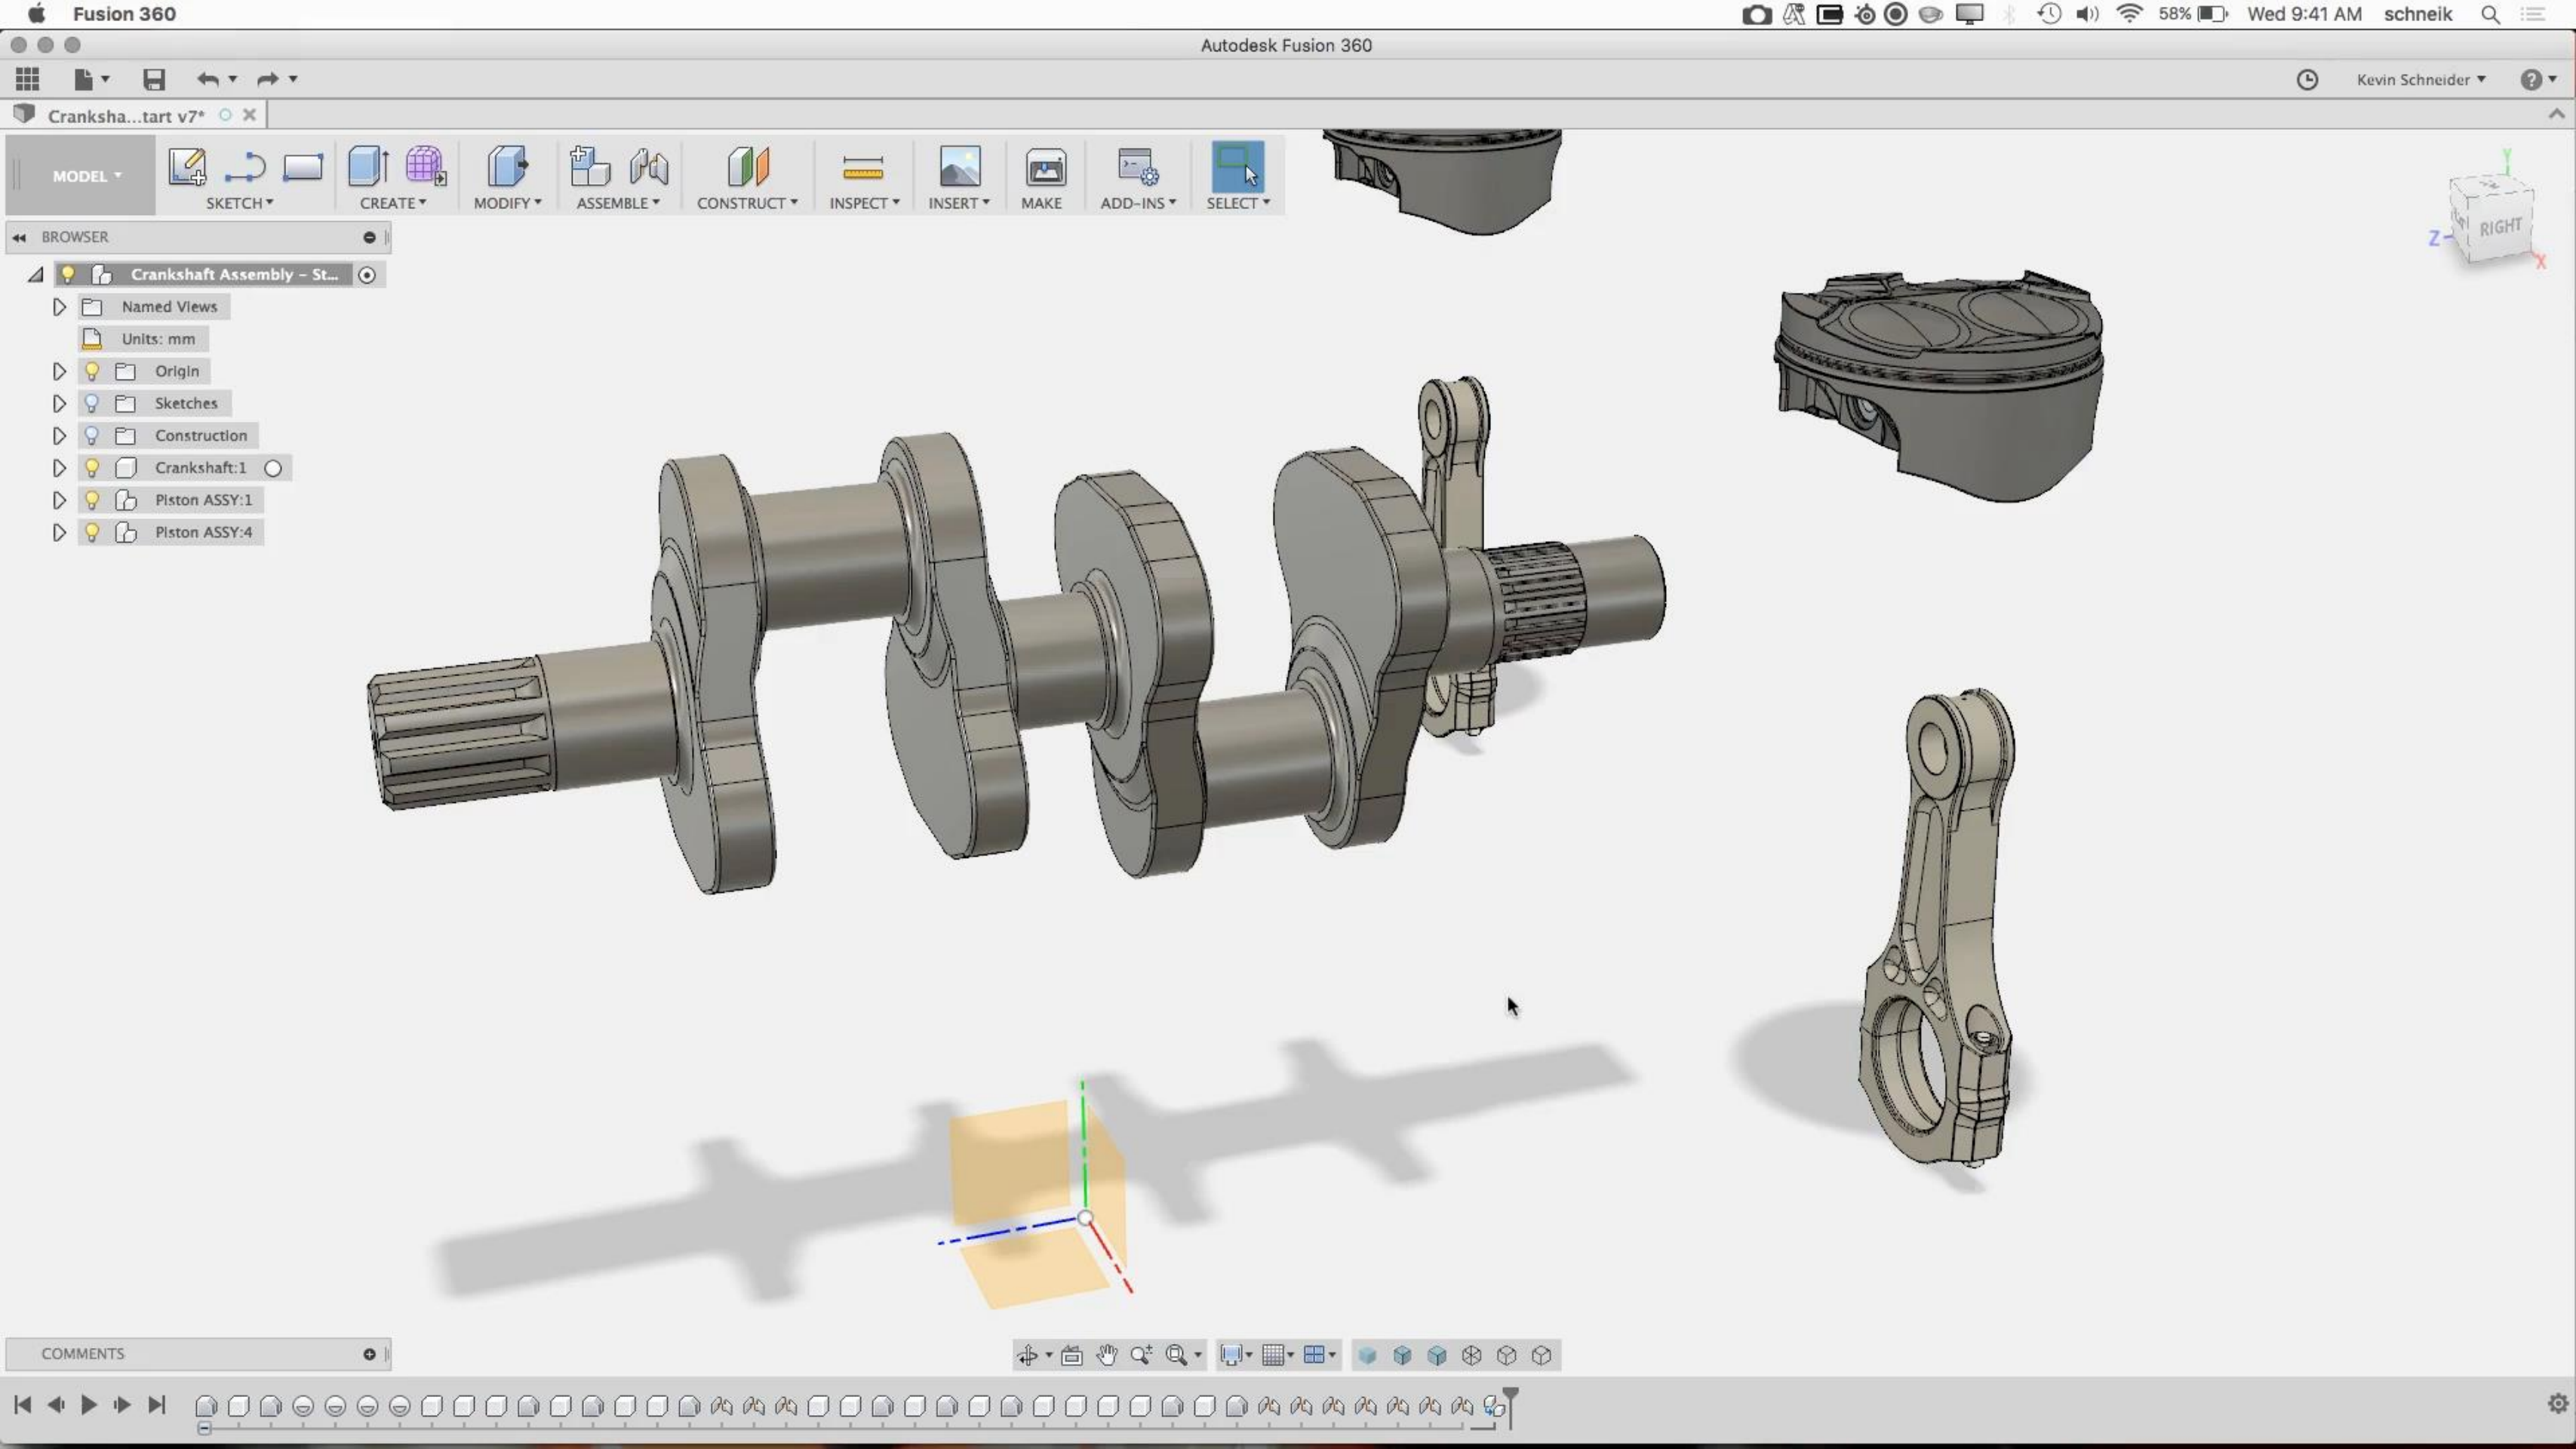 Fusion 360
58%
Wed 9:41 AM
schneik
Autodesk Fusion 360
Kevin Schneider
Cranksha...tart v7*
MODEL
SKETCH
CREATE
MODIFY
ASSEMBLE
CONSTRUCT
INSPECT
INSERT
MAKE
ADD-INS
SELECT
Y
Z
RIGHT
X
BROWSER
Crankshaft Assembly – St...
Named Views
Units: mm
Origin
Sketches
Construction
Crankshaft:1
Piston ASSY:1
Piston ASSY:4
COMMENTS